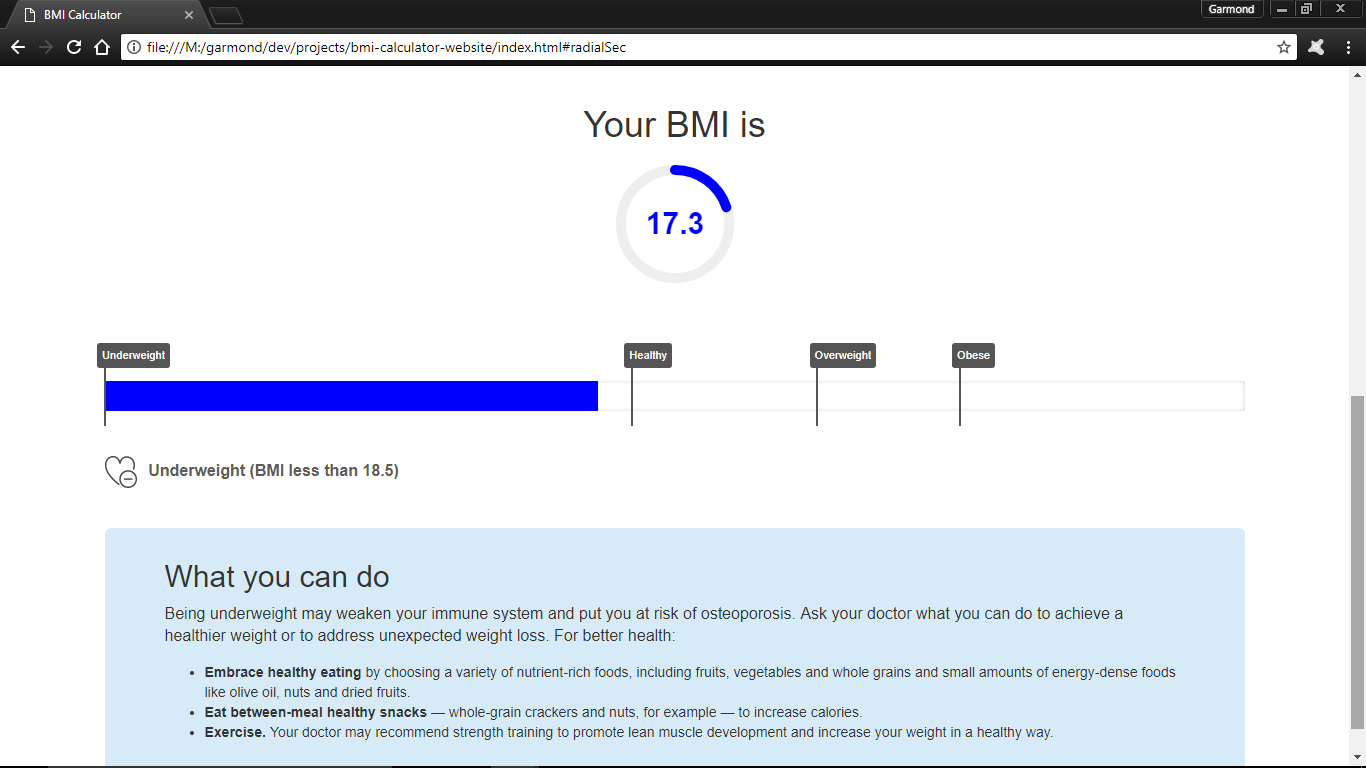 BMI Calculator
Garmond
file:///M:/garmond/dev/projects/bmi-calculator-website/index.html#radialSec
Your BMI is
17.3
Underweight Healthy Overweight Obese
Underweight (BMI less than 18.5)
What you can do
Being underweight may weaken your immune system and put you at risk of osteoporosis. Ask your doctor what you can do to achieve a
healthier weight or to address unexpected weight loss. For better health:
• Embrace healthy eating by choosing a variety of nutrient-rich foods, including fruits, vegetables and whole grains and small amounts of energy-dense foods
like olive oil, nuts and dried fruits.
• Eat between-meal healthy snacks — whole-grain crackers and nuts, for example — to increase calories.
• Exercise. Your doctor may recommend strength training to promote lean muscle development and increase your weight in a healthy way.